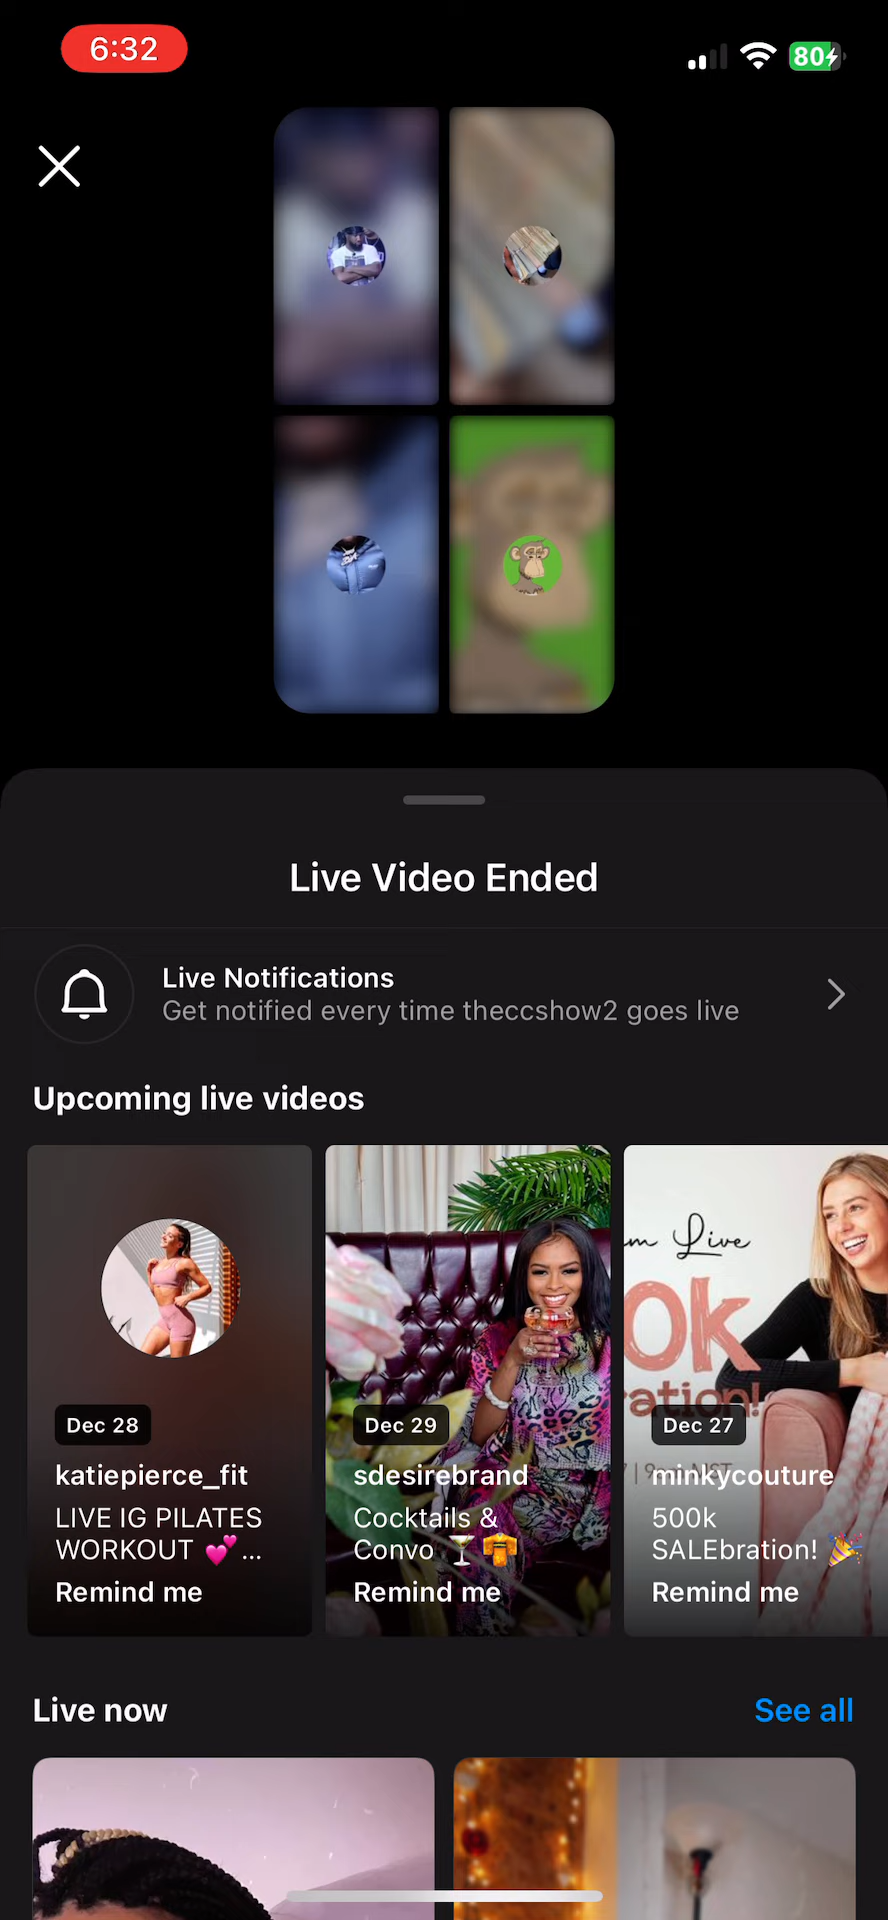 6:32
80
Live Video Ended
Live Notifications
Get notified every time theccshow2 goes live
Upcoming live videos
Dec 28
katiepierce_fit
LIVE IG PILATES
WORKOUT 💕...
Remind me
Dec 29
sdesirebrand
Cocktails &
Convo 🍸👘
Remind me
m Live
0k
ration!
Dec 27
minkycouture
500k
SALEbration! 🎉
Remind me
Live now
See all